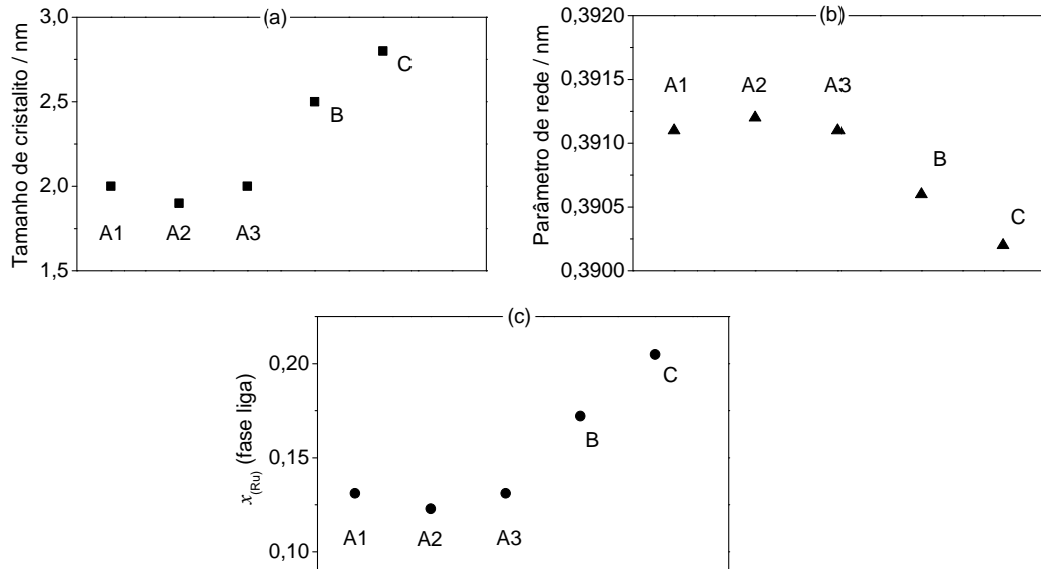 (a)
Tamanho de cristalito / nm
3,0
2,5
2,0
1,5
A1
A2
A3
B
C
(b)
Parâmetro de rede / nm
0,3920
0,3915
0,3910
0,3905
0,3900
A1
A2
A3
B
C
(c)
x(Ru) (fase liga)
0,20
0,15
0,10
A1
A2
A3
B
C